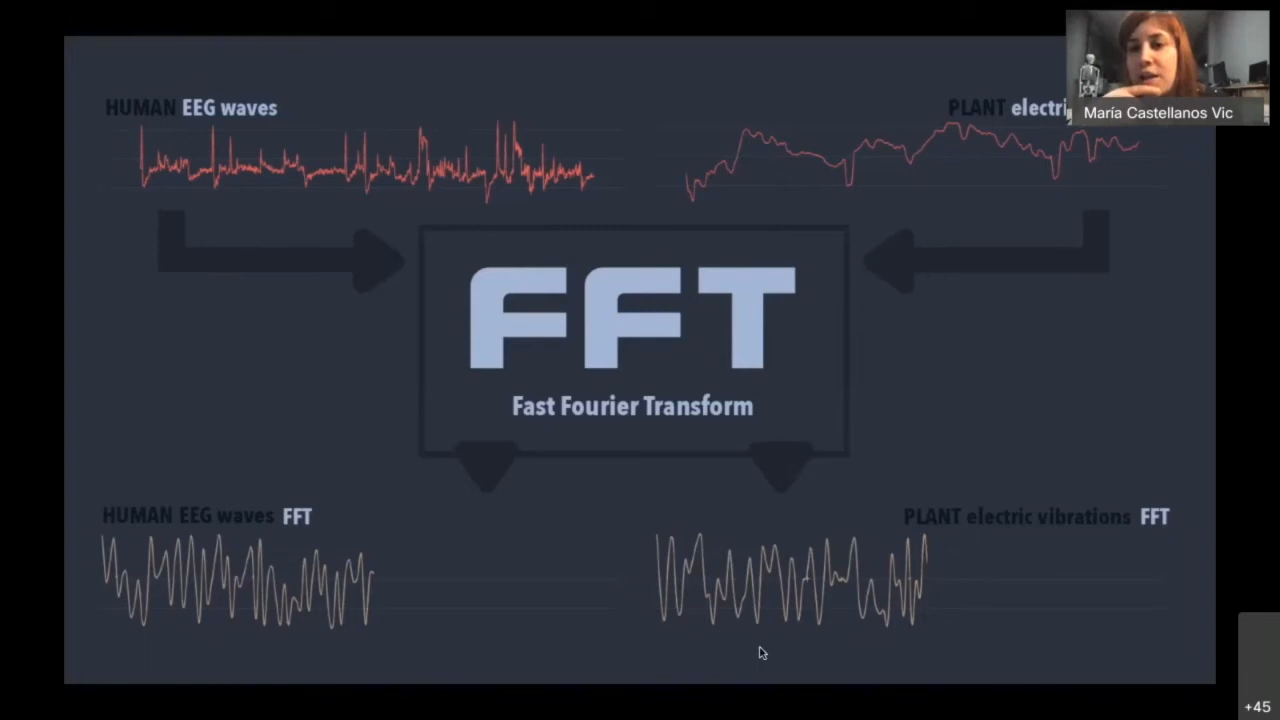 HUMAN EEG waves
PLANT electri
María Castellanos Vic
FFT
Fast Fourier Transform
HUMAN EEG waves FFT
PLANT electric vibrations FFT
+45